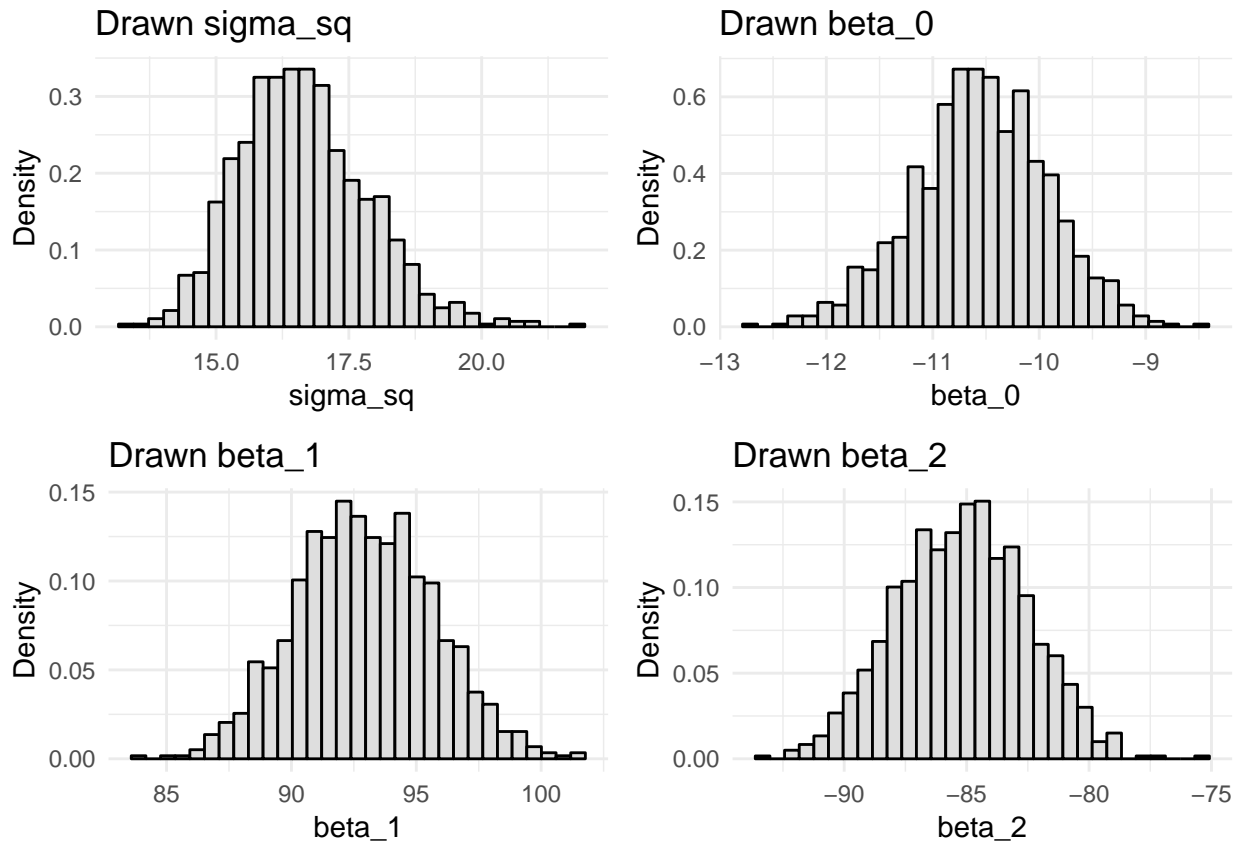 Drawn sigma_sq
0.3
0.2
0.1
0.0
Density
15.0 17.5 20.0
sigma_sq
Drawn beta_0
0.6
0.4
0.2
0.0
Density
−13 −12 −11 −10 −9
beta_0
Drawn beta_1
0.15
0.10
0.05
0.00
Density
85 90 95 100
beta_1
Drawn beta_2
0.15
0.10
0.05
0.00
Density
−90 −85 −80 −75
beta_2